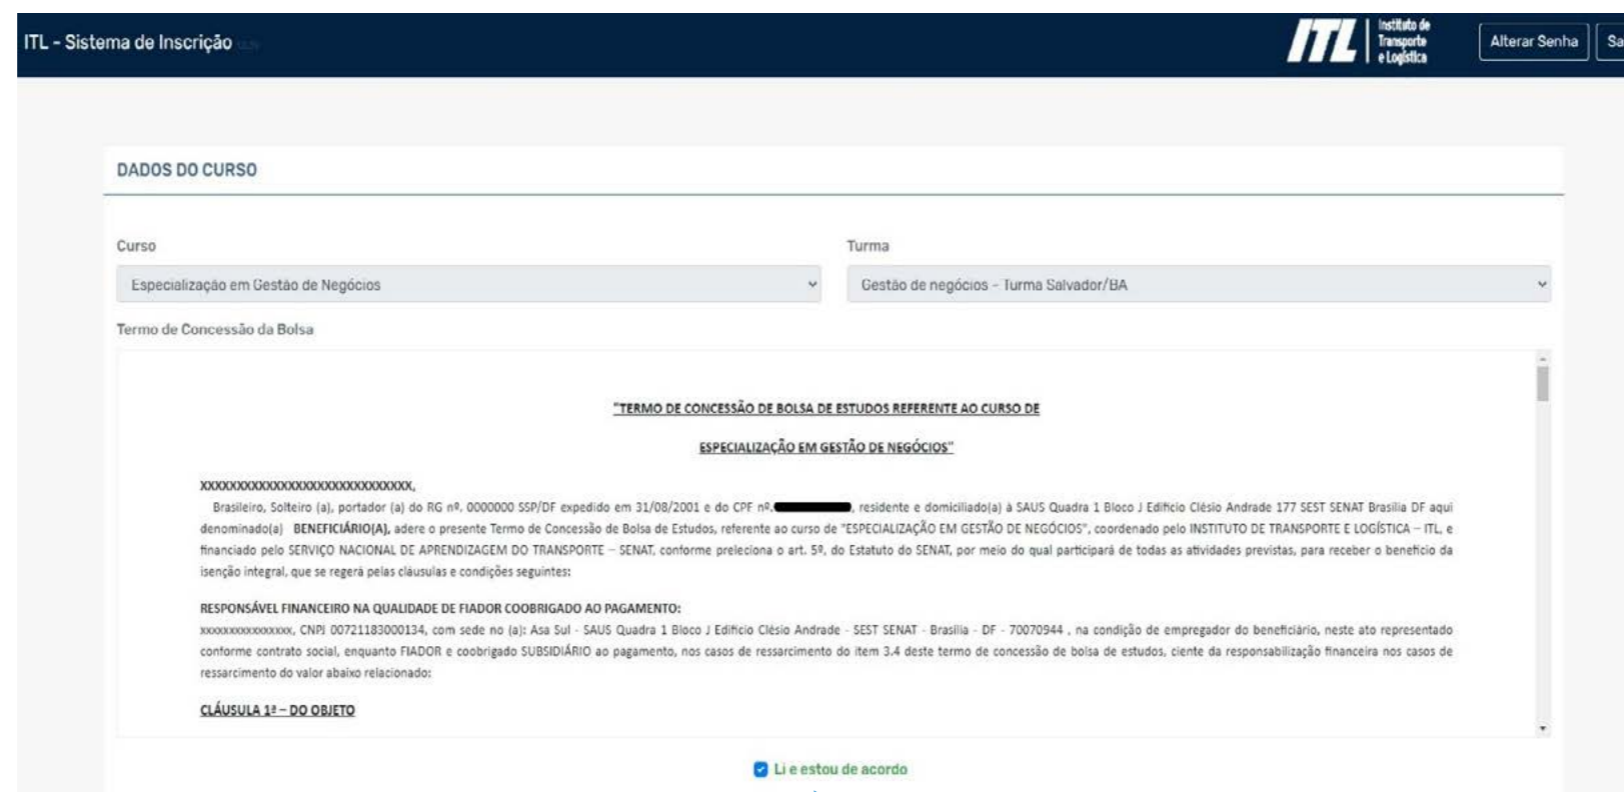 ITL - Sistema de Inscrição
ITL
Instituto de
Transporte
e Logística
Alterar Senha
DADOS DO CURSO
Curso
Turma
Especialização em Gestão de Negócios
Gestão de negócios - Turma Salvador/BA
Termo de Concessão da Bolsa
"TERMO DE CONCESSÃO DE BOLSA DE ESTUDOS REFERENTE AO CURSO DE
ESPECIALIZAÇÃO EM GESTÃO DE NEGÓCIOS"
XXXXXXXXXXXXXXXXXXXXXXXXXXXXX,
Brasileiro, Solteiro (a), portador (a) do RG nº. 0000000 SSP/DF expedido em 31/08/2001 e do CPF nº. , residente e domiciliado(a) à SAUS Quadra 1 Bloco J Edifício Clésio Andrade 177 SEST SENAT Brasilia DF aqui
denominado(a) BENEFICIÁRIO(A), adere o presente Termo de Concessão de Bolsa de Estudos, referente ao curso de "ESPECIALIZAÇÃO EM GESTÃO DE NEGÓCIOS", coordenado pelo INSTITUTO DE TRANSPORTE E LOGÍSTICA – ITL, e
financiado pelo SERVIÇO NACIONAL DE APRENDIZAGEM DO TRANSPORTE – SENAT, conforme preleciona o art. 5º, do Estatuto do SENAT, por meio do qual participará de todas as atividades previstas, para receber o benefício da
isenção integral, que se regerá pelas cláusulas e condições seguintes:
RESPONSÁVEL FINANCEIRO NA QUALIDADE DE FIADOR COOBRIGADO AO PAGAMENTO:
xxxxxxxxxxxxxxx, CNPJ 00721183000134, com sede no (a): Asa Sul - SAUS Quadra 1 Bloco J Edifício Clésio Andrade - SEST SENAT - Brasília - DF - 70070944 , na condição de empregador do beneficiário, neste ato representado
conforme contrato social, enquanto FIADOR e coobrigado SUBSIDIÁRIO ao pagamento, nos casos de ressarcimento do item 3.4 deste termo de concessão de bolsa de estudos, ciente da responsabilização financeira nos casos de
ressarcimento do valor abaixo relacionado:
CLÁUSULA 1ª – DO OBJETO
Li e estou de acordo